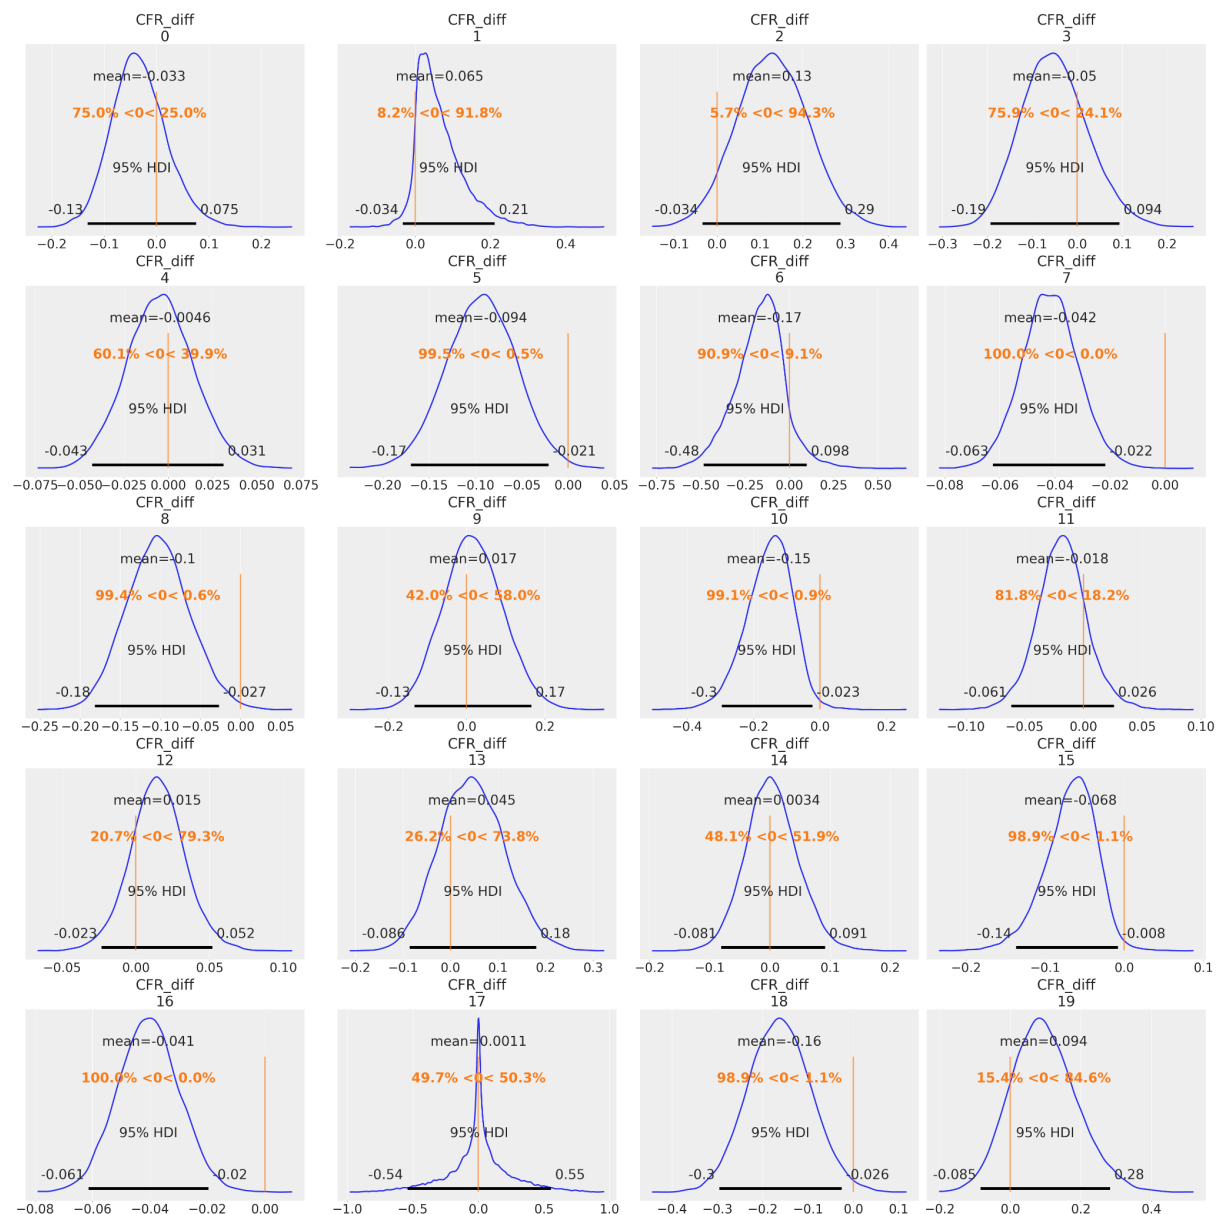 CFR_diff CFR_diff CFR_diff CFR_diff
0 1 2 3
mean=-0.033 mean=0.065 mean=0.13 mean=-0.05
75.0% <0< 25.0% 8.2% <0< 91.8% 5.7% <0< 94.3% 75.9% <0< 24.1%
95% HDI 95% HDI 95% HDI 95% HDI
-0.13 0.075 -0.034 0.21 -0.034 0.29 -0.19 0.094
−0.2 −0.1 0.0 0.1 0.2 −0.2 0.0 0.2 0.4 −0.1 0.0 0.1 0.2 0.3 0.4 −0.3 −0.2 −0.1 0.0 0.1 0.2
CFR_diff CFR_diff CFR_diff CFR_diff
4 5 6 7
mean=-0.0046 mean=-0.094 mean=-0.17 mean=-0.042
60.1% <0< 39.9% 99.5% <0< 0.5% 90.9% <0< 9.1% 100.0% <0< 0.0%
95% HDI 95% HDI 95% HDI 95% HDI
-0.043 0.031 -0.17 -0.021 -0.48 0.098 -0.063 -0.022
−0.075 −0.050 −0.025 0.000 0.025 0.050 0.075 −0.20 −0.15 −0.10 −0.05 0.00 0.05 −0.75 −0.50 −0.25 0.00 0.25 0.50 −0.08 −0.06 −0.04 −0.02 0.00
CFR_diff CFR_diff CFR_diff CFR_diff
8 9 10 11
mean=-0.1 mean=0.017 mean=-0.15 mean=-0.018
99.4% <0< 0.6% 42.0% <0< 58.0% 99.1% <0< 0.9% 81.8% <0< 18.2%
95% HDI 95% HDI 95% HDI 95% HDI
-0.18 -0.027 -0.13 0.17 -0.3 -0.023 -0.061 0.026
−0.25 −0.20 −0.15 −0.10 −0.05 0.00 0.05 −0.2 0.0 0.2 −0.4 −0.2 0.0 0.2 −0.10 −0.05 0.00 0.05 0.10
CFR_diff CFR_diff CFR_diff CFR_diff
12 13 14 15
mean=0.015 mean=0.045 mean=0.0034 mean=-0.068
20.7% <0< 79.3% 26.2% <0< 73.8% 48.1% <0< 51.9% 98.9% <0< 1.1%
95% HDI 95% HDI 95% HDI 95% HDI
-0.023 0.052 -0.086 0.18 -0.081 0.091 -0.14 -0.008
−0.05 0.00 0.05 0.10 −0.2 −0.1 0.0 0.1 0.2 0.3 −0.2 −0.1 0.0 0.1 0.2 −0.2 −0.1 0.0 0.1
CFR_diff CFR_diff CFR_diff CFR_diff
16 17 18 19
mean=-0.041 mean=0.0011 mean=-0.16 mean=0.094
100.0% <0< 0.0% 49.7% <0< 50.3% 98.9% <0< 1.1% 15.4% <0< 84.6%
95% HDI 95% HDI 95% HDI 95% HDI
-0.061 -0.02 -0.54 0.55 -0.3 -0.026 -0.085 0.28
−0.08 −0.06 −0.04 −0.02 0.00 −1.0 −0.5 0.0 0.5 1.0 −0.4 −0.3 −0.2 −0.1 0.0 0.1 −0.2 0.0 0.2 0.4